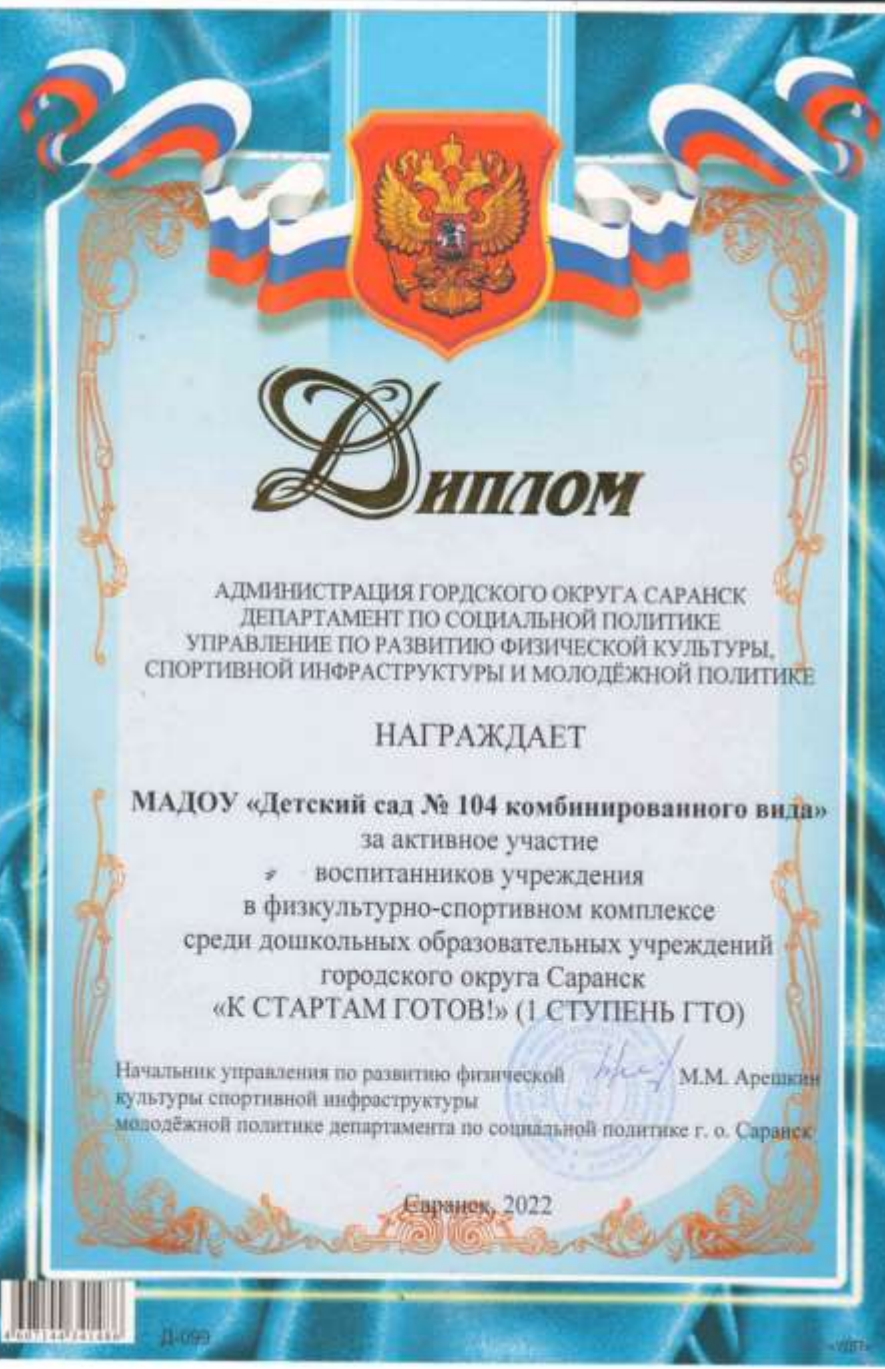 Диплом
АДМИНИСТРАЦИЯ ГОРДСКОГО ОКРУГА САРАНСК
ДЕПАРТАМЕНТ ПО СОЦИАЛЬНОЙ ПОЛИТИКЕ
УПРАВЛЕНИЕ ПО РАЗВИТИЮ ФИЗИЧЕСКОЙ КУЛЬТУРЫ,
СПОРТИВНОЙ ИНФРАСТРУКТУРЫ И МОЛОДЁЖНОЙ ПОЛИТИКЕ
НАГРАЖДАЕТ
МАДОУ «Детский сад № 104 комбинированного вида»
за активное участие
воспитанников учреждения
в физкультурно-спортивном комплексе
среди дошкольных образовательных учреждений
городского округа Саранск
«К СТАРТАМ ГОТОВ!» (1 СТУПЕНЬ ГТО)
Начальник управления по развитию физической М.М. Арешкин
культуры спортивной инфраструктуры
молодёжной политике департамента по социальной политике г. о. Саранск
Саранск, 2022
Д-099